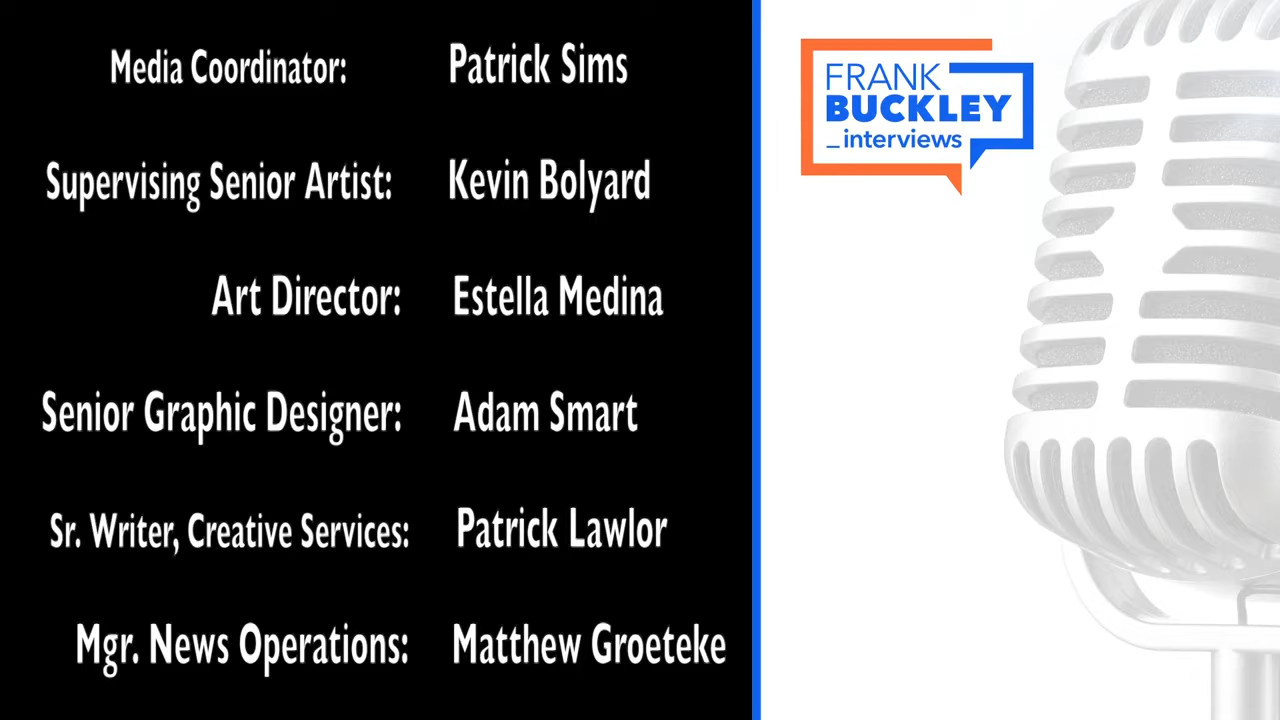 Media Coordinator: Patrick Sims
Supervising Senior Artist: Kevin Bolyard
Art Director: Estella Medina
Senior Graphic Designer: Adam Smart
Sr. Writer, Creative Services: Patrick Lawlor
Mgr. News Operations: Matthew Groeteke
FRANK
BUCKLEY
_interviews